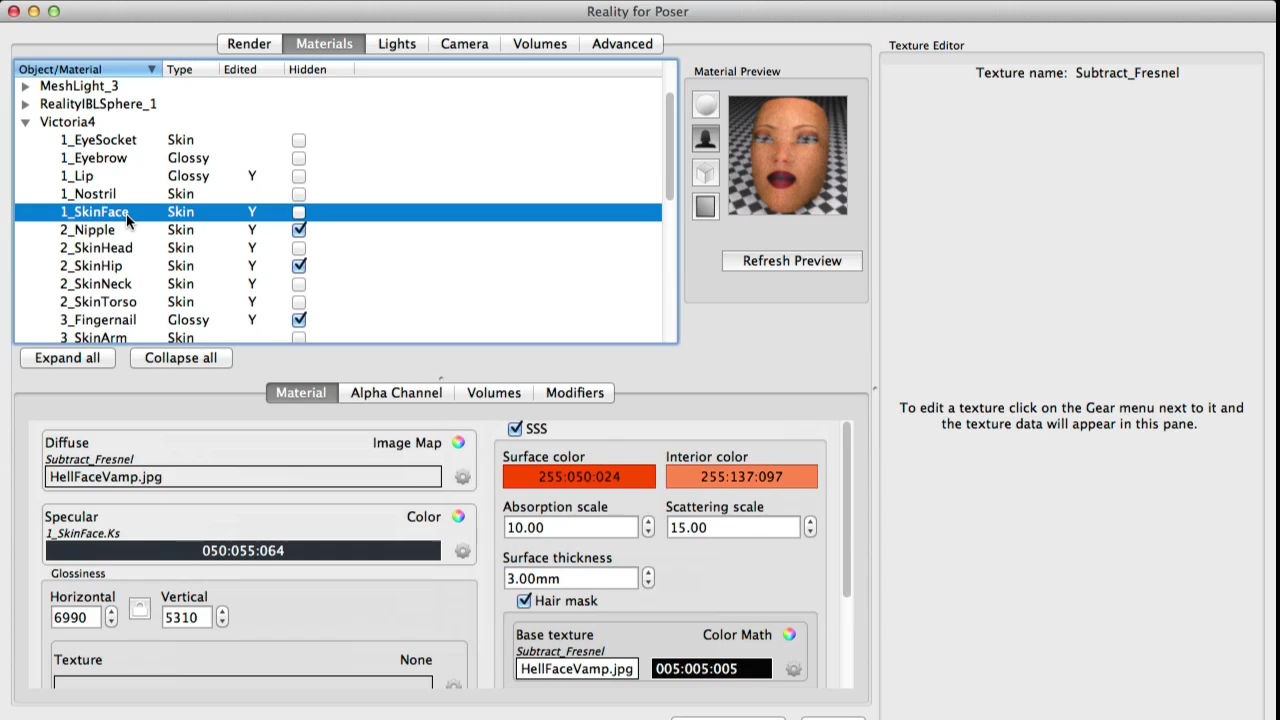 Reality for Poser
Render Materials Lights Camera Volumes Advanced
Object/Material Type Edited Hidden
MeshLight_3
RealityIBLSphere_1
Victoria4
1_EyeSocket Skin
1_Eyebrow Glossy
1_Lip Glossy Y
1_Nostril Skin
1_SkinFace Skin Y
2_Nipple Skin Y
2_SkinHead Skin Y
2_SkinHip Skin Y
2_SkinNeck Skin Y
2_SkinTorso Skin Y
3_Fingernail Glossy Y
3_SkinArm Skin
Expand all Collapse all
Material Preview
Refresh Preview
Material Alpha Channel Volumes Modifiers
Diffuse Image Map
Subtract_Fresnel
HellFaceVamp.jpg
Specular Color
1_SkinFace.Ks
050:055:064
Glossiness
Horizontal Vertical
6990 5310
Texture None
SSS
Surface color Interior color
255:050:024 255:137:097
Absorption scale Scattering scale
10.00 15.00
Surface thickness
3.00mm
Hair mask
Base texture Color Math
Subtract_Fresnel
HellFaceVamp.jpg 005:005:005
Texture Editor
Texture name: Subtract_Fresnel
To edit a texture click on the Gear menu next to it and
the texture data will appear in this pane.